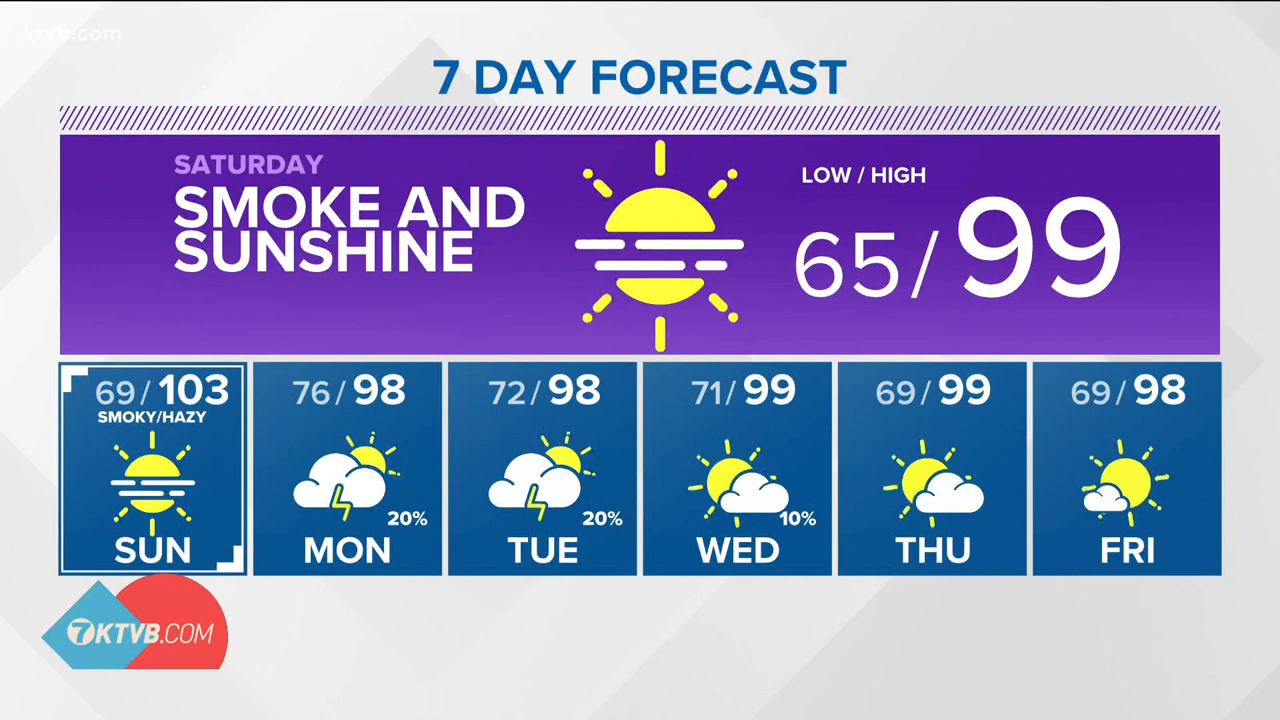 ktvb.com
7 DAY FORECAST
SATURDAY
SMOKE AND
SUNSHINE
LOW / HIGH
65/99
69/103
SMOKY/HAZY
SUN
76/98
20%
MON
72/98
20%
TUE
71/99
10%
WED
69/99
THU
69/98
FRI
7KTVB.COM